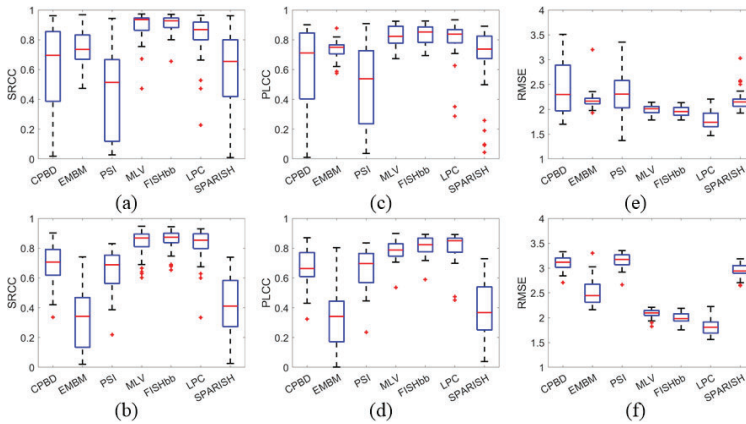 1
0.8
0.6
0.4
0.2
0
SRCC
CPBD EMBM PSI MLV FISHbb LPC SPARISH
(a)
1
0.8
0.6
0.4
0.2
0
PLCC
CPBD EMBM PSI MLV FISHbb LPC SPARISH
(c)
4
3.5
3
2.5
2
1.5
1
RMSE
CPBD EMBM PSI MLV FISHbb LPC SPARISH
(e)
1
0.8
0.6
0.4
0.2
0
SRCC
CPBD EMBM PSI MLV FISHbb LPC SPARISH
(b)
1
0.8
0.6
0.4
0.2
0
PLCC
CPBD EMBM PSI MLV FISHbb LPC SPARISH
(d)
4
3.5
3
2.5
2
1.5
1
RMSE
CPBD EMBM PSI MLV FISHbb LPC SPARISH
(f)